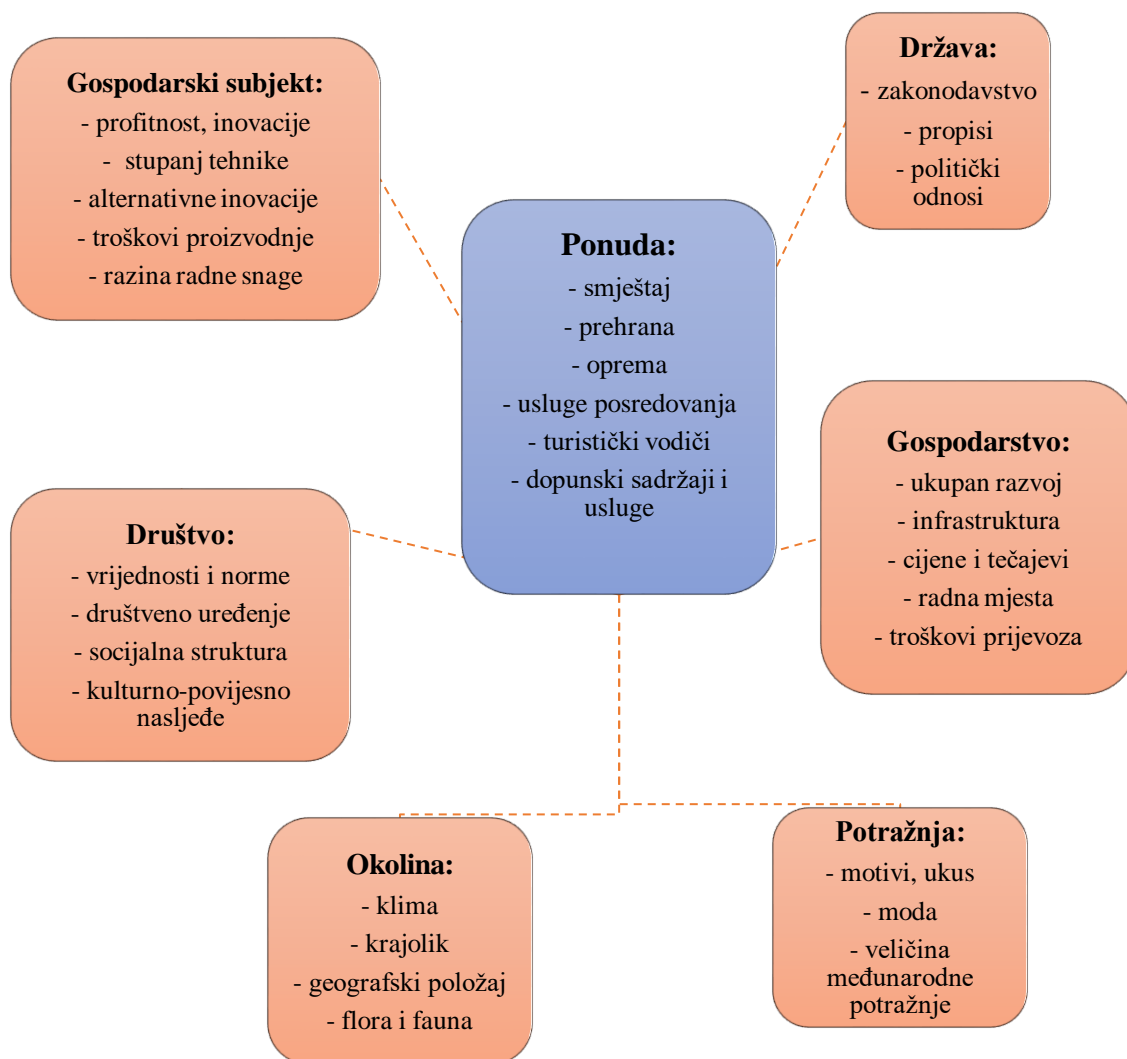 Gospodarski subjekt:
- profitnost, inovacije
- stupanj tehnike
- alternativne inovacije
- troškovi proizvodnje
- razina radne snage
Država:
- zakonodavstvo
- propisi
- politički
odnosi
Ponuda:
- smještaj
- prehrana
- oprema
- usluge posredovanja
- turistički vodiči
- dopunski sadržaji i
usluge
Gospodarstvo:
- ukupan razvoj
- infrastruktura
- cijene i tečajevi
- radna mjesta
- troškovi prijevoza
Društvo:
- vrijednosti i norme
- društveno uređenje
- socijalna struktura
- kulturno-povijesno
nasljeđe
Okolina:
- klima
- krajolik
- geografski položaj
- flora i fauna
Potražnja:
- motivi, ukus
- moda
- veličina
međunarodne
potražnje